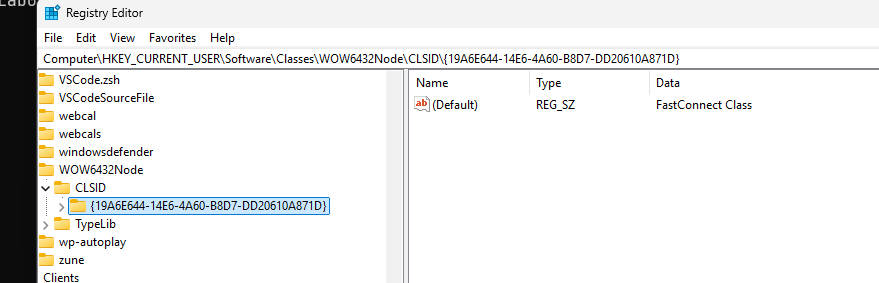 Registry Editor
File Edit View Favorites Help
Computer\HKEY_CURRENT_USER\Software\Classes\WOW6432Node\CLSID\{19A6E644-14E6-4A60-B8D7-DD20610A871D}
VSCode.zsh
VSCodeSourceFile
webcal
webcals
windowsdefender
WOW6432Node
CLSID
{19A6E644-14E6-4A60-B8D7-DD20610A871D}
TypeLib
wp-autoplay
zune
Clients
Name Type Data
ab (Default) REG_SZ FastConnect Class